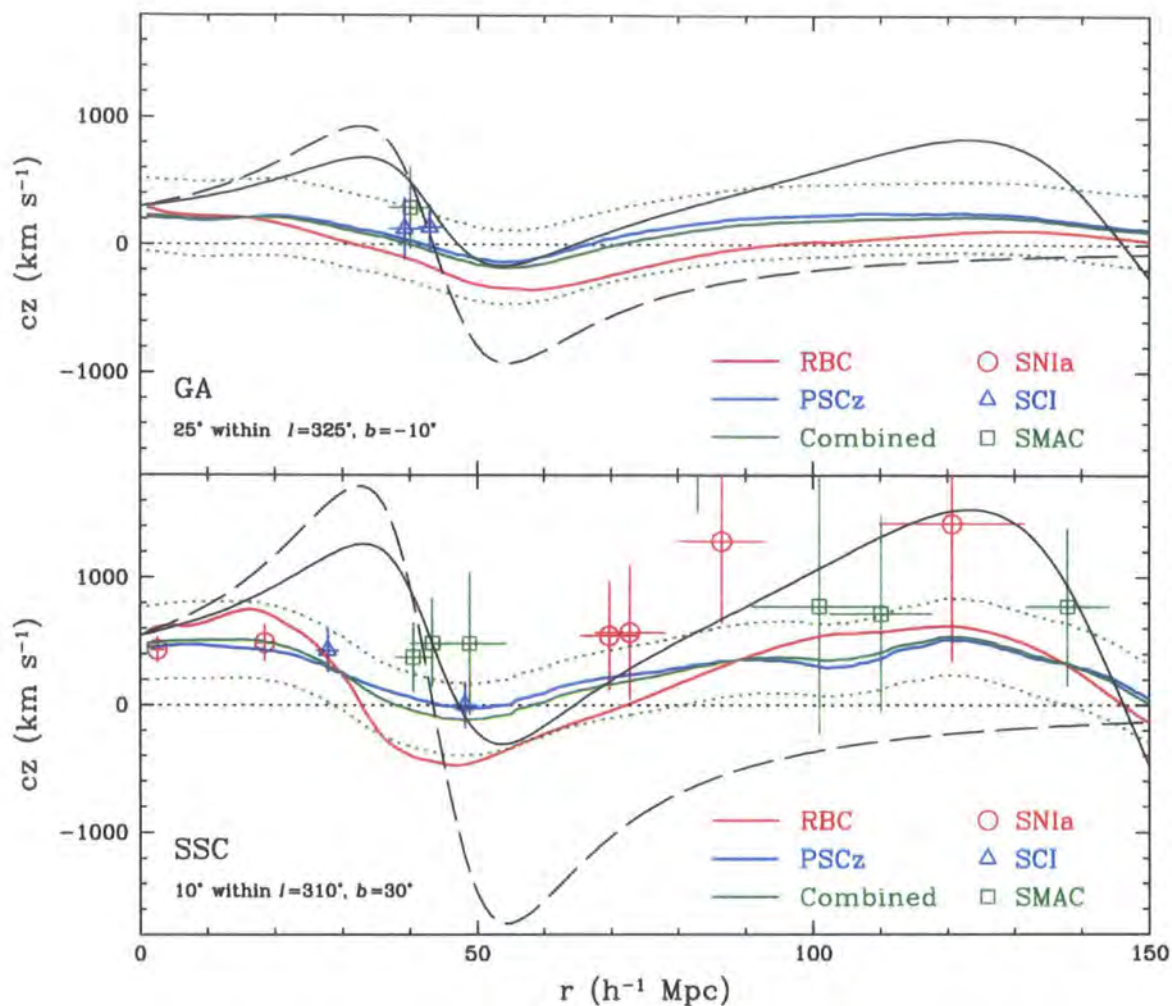 cz (km s⁻¹)
1000
0
−1000
GA
25° within l=325°, b=−10°
RBC
PSCz
Combined
SNIa
SCI
SMAC
cz (km s⁻¹)
1000
0
−1000
SSC
10° within l=310°, b=30°
RBC
PSCz
Combined
SNIa
SCI
SMAC
0
50
100
150
r (h⁻¹ Mpc)